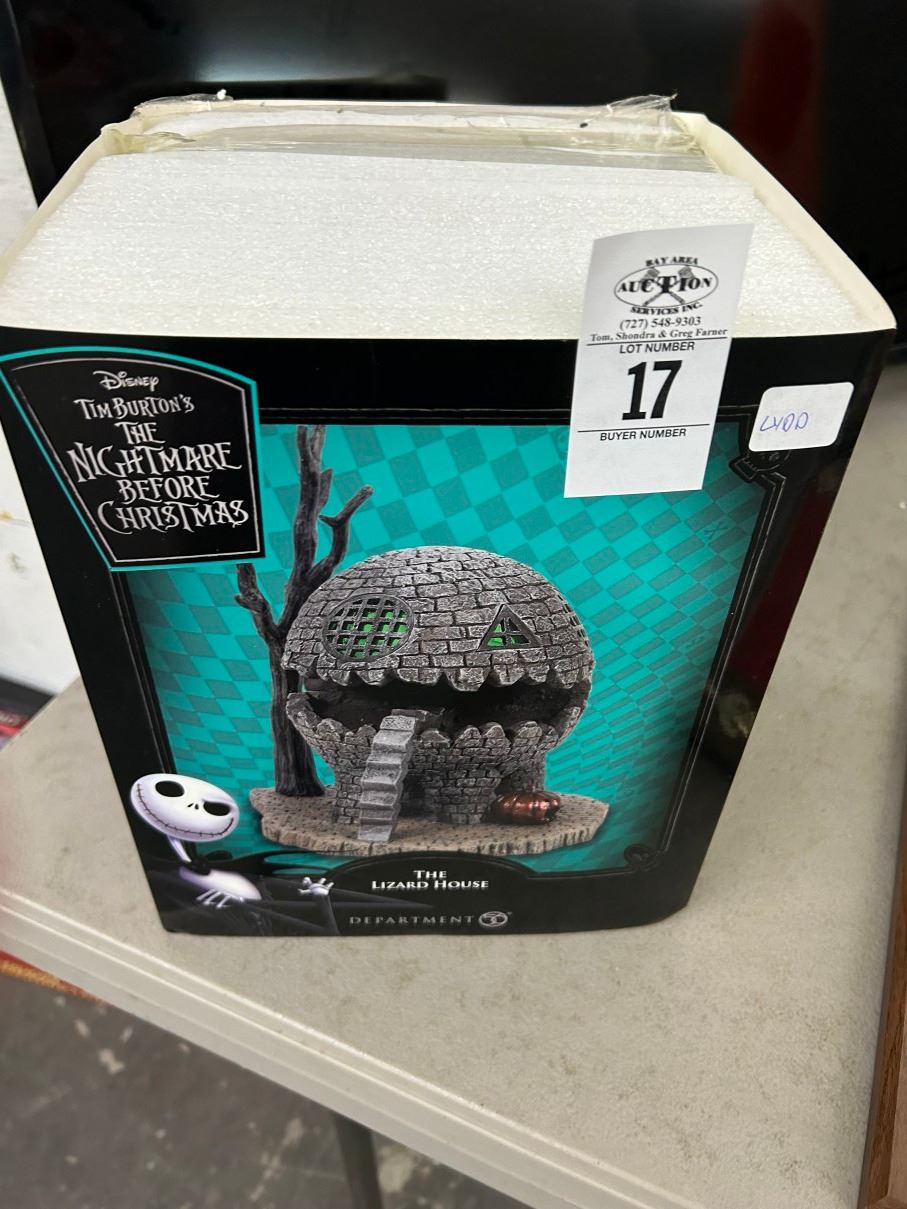 BAY AREA
AUCTION
SERVICES INC.
(727) 548-9303
Tom, Shondra & Greg Farner
LOT NUMBER
17
BUYER NUMBER
Disney
TIM BURTON'S
THE
NIGHTMARE
BEFORE
CHRISTMAS
THE
LIZARD HOUSE
DEPARTMENT 56